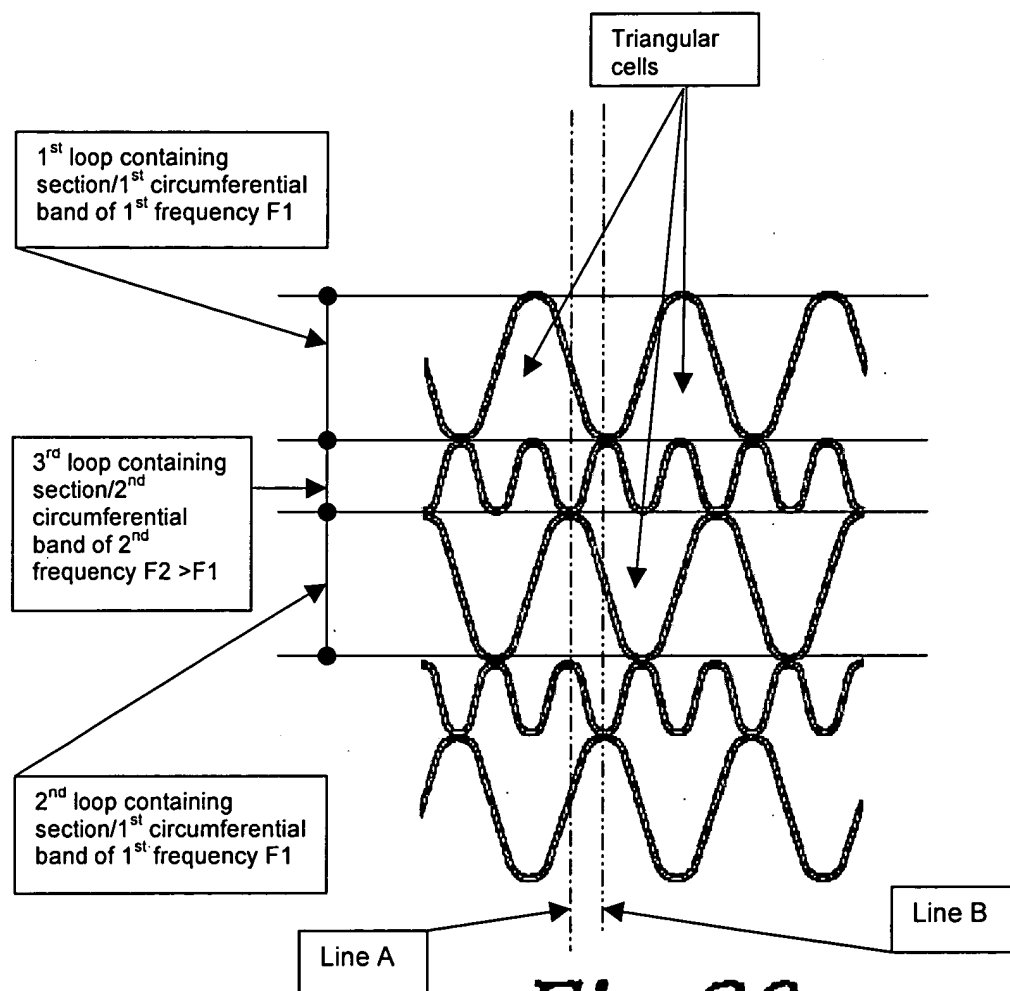 Triangular
cells
1st loop containing
section/1st circumferential
band of 1st frequency F1
3rd loop containing
section/2nd
circumferential
band of 2nd
frequency F2 >F1
2nd loop containing
section/1st circumferential
band of 1st frequency F1
Line B
Line A